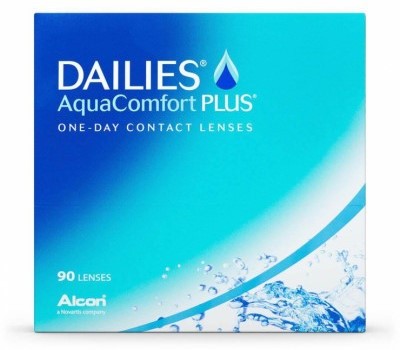 DAILIES®
AquaComfort PLUS®
ONE-DAY CONTACT LENSES
90 LENSES
Alcon
a Novartis company